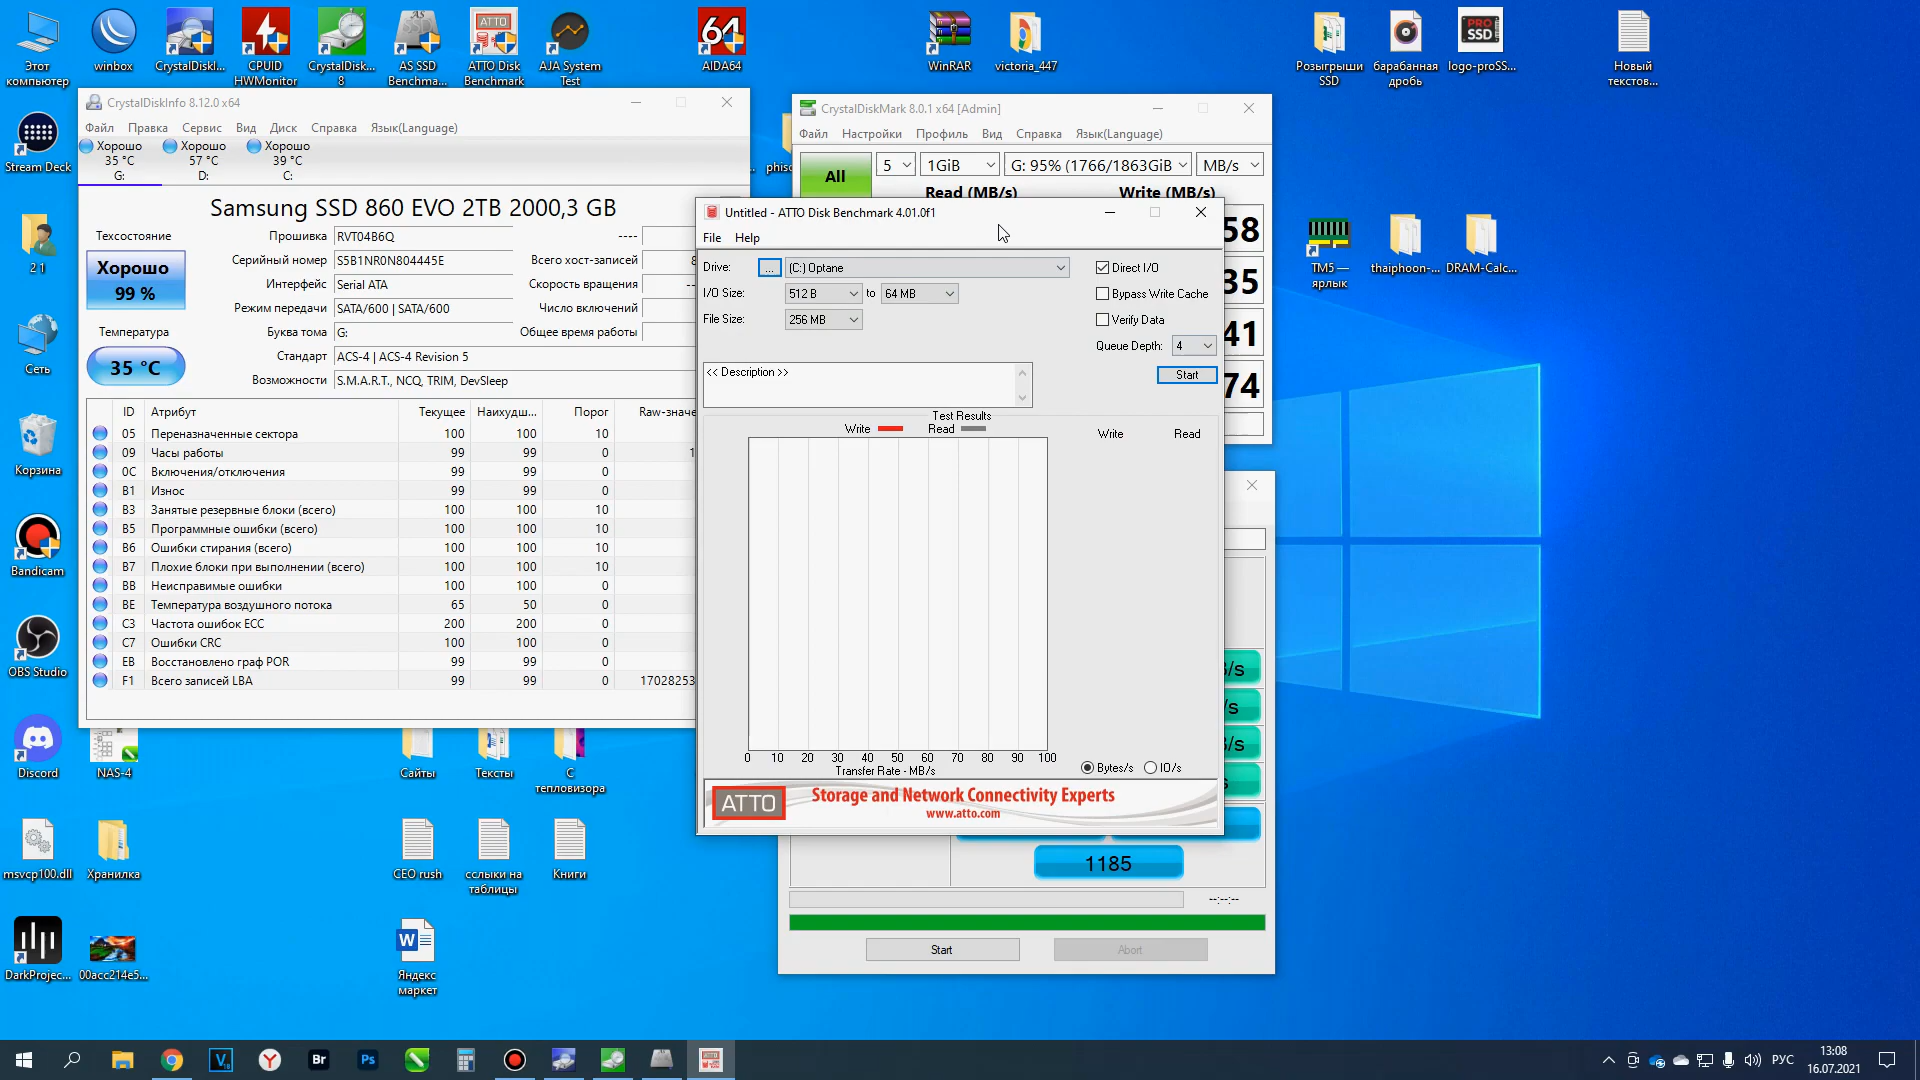 Этот компьютер
winbox
CrystalDiskI...
CPUID HWMonitor
CrystalDisk... 8
AS SSD Benchma...
ATTO Disk Benchmark
AJA System Test
AIDA64
WinRAR
victoria_447
Розыгрыши SSD
барабанная дробь
logo-proSS...
Новый текстов...
Stream Deck
2 1
Сеть
Корзина
Bandicam
OBS Studio
Discord
NAS-4
msvcp100.dll
Хранилка
DarkProjec...
00acc214e5...
Сайты
Тексты
С тепловизора
CEO rush
сслыки на таблицы
Книги
Яндекс маркет
TM5 — ярлык
thaiphoon-...
DRAM-Calc...
CrystalDiskInfo 8.12.0 x64
Файл Правка Сервис Вид Диск Справка Язык(Language)
Хорошо Хорошо Хорошо
35 °C 57 °C 39 °C
G: D: C:
Samsung SSD 860 EVO 2TB 2000,3 GB
Техсостояние
Хорошо
99 %
Температура
35 °C
Прошивка RVT04B6Q ----
Серийный номер S5B1NR0N804445E Всего хост-записей 8
Интерфейс Serial ATA Скорость вращения --
Режим передачи SATA/600 | SATA/600 Число включений
Буква тома G: Общее время работы
Стандарт ACS-4 | ACS-4 Revision 5
Возможности S.M.A.R.T., NCQ, TRIM, DevSleep
ID Атрибут Текущее Наихудш... Порог Raw-значе
05 Переназначенные сектора 100 100 10
09 Часы работы 99 99 0 1
0C Включения/отключения 99 99 0
B1 Износ 99 99 0
B3 Занятые резервные блоки (всего) 100 100 10
B5 Программные ошибки (всего) 100 100 10
B6 Ошибки стирания (всего) 100 100 10
B7 Плохие блоки при выполнении (всего) 100 100 10
BB Неисправимые ошибки 100 100 0
BE Температура воздушного потока 65 50 0
C3 Частота ошибок ECC 200 200 0
C7 Ошибки CRC 100 100 0
EB Восстановлено граф POR 99 99 0
F1 Всего записей LBA 99 99 0 17028253
CrystalDiskMark 8.0.1 x64 [Admin]
Файл Настройки Профиль Вид Справка Язык(Language)
All 5 1GiB G: 95% (1766/1863GiB MB/s
Read (MB/s) Write (MB/s)
58
35
41
74
Untitled - ATTO Disk Benchmark 4.01.0f1
File Help
Drive: ... (C:) Optane Direct I/O
I/O Size: 512 B to 64 MB Bypass Write Cache
File Size: 256 MB Verify Data
Queue Depth: 4
<< Description >>
Start
Test Results
Write Read
Write Read
0 10 20 30 40 50 60 70 80 90 100
Transfer Rate - MB/s
Bytes/s IO/s
ATTO
Storage and Network Connectivity Experts
www.atto.com
/s
/s
/s
1185
--:--:--
Start Abort
РУС
13:08
16.07.2021